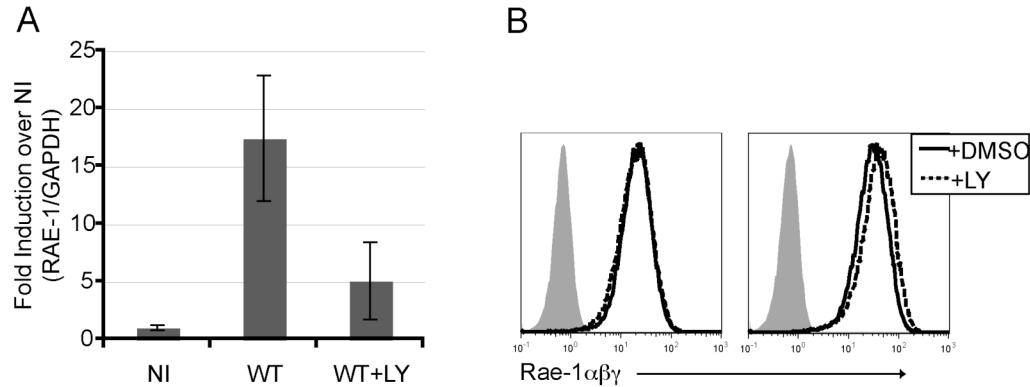 A
B
Fold Induction over NI
(RAE-1/GAPDH)
25
20
15
10
5
0
NI WT WT+LY
+DMSO
+LY
10⁻¹ 10⁰ 10¹ 10² 10³ 10⁻¹ 10⁰ 10¹ 10² 10³
Rae-1αβγ